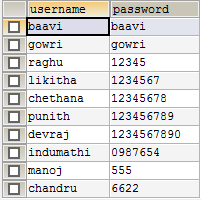 username password
baavi baavi
gowri gowri
raghu 12345
likitha 1234567
chethana 12345678
punith 123456789
devraj 1234567890
indumathi 0987654
manoj 555
chandru 6622